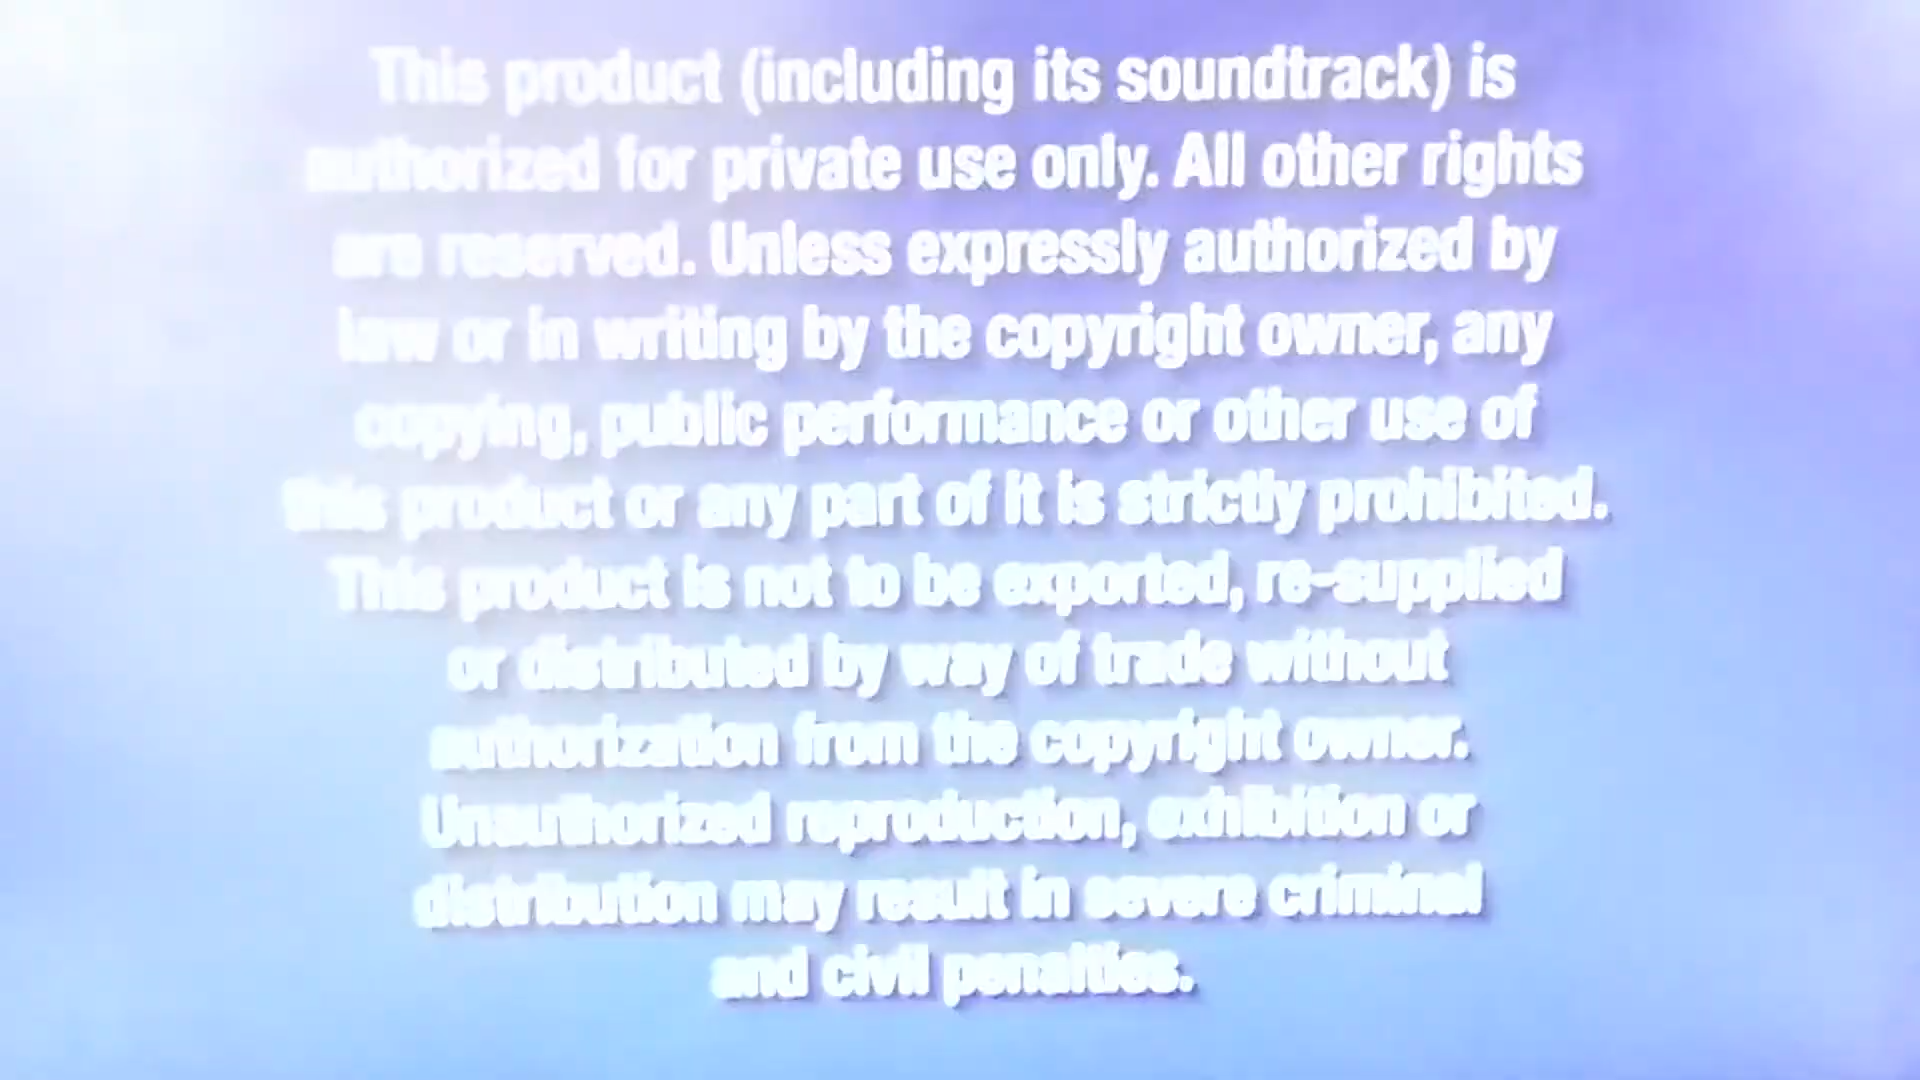 This product (including its soundtrack) is
authorized for private use only. All other rights
are reserved. Unless expressly authorized by
law or in writing by the copyright owner, any
copying, public performance or other use of
this product or any part of it is strictly prohibited.
This product is not to be exported, re-supplied
or distributed by way of trade without
authorization from the copyright owner.
Unauthorized reproduction, exhibition or
distribution may result in severe criminal
and civil penalties.